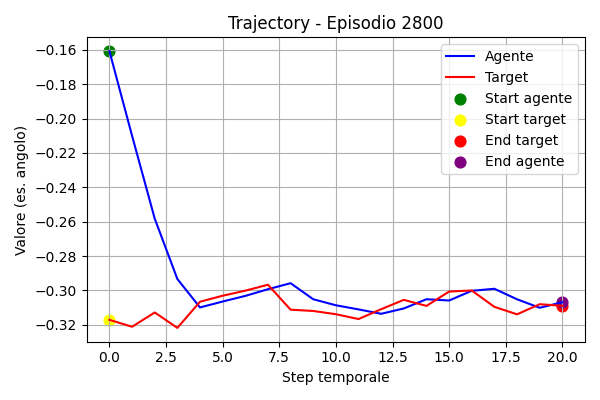 Trajectory - Episodio 2800
Valore (es. angolo)
−0.16
−0.18
−0.20
−0.22
−0.24
−0.26
−0.28
−0.30
−0.32
Agente
Target
Start agente
Start target
End target
End agente
0.0 2.5 5.0 7.5 10.0 12.5 15.0 17.5 20.0
Step temporale